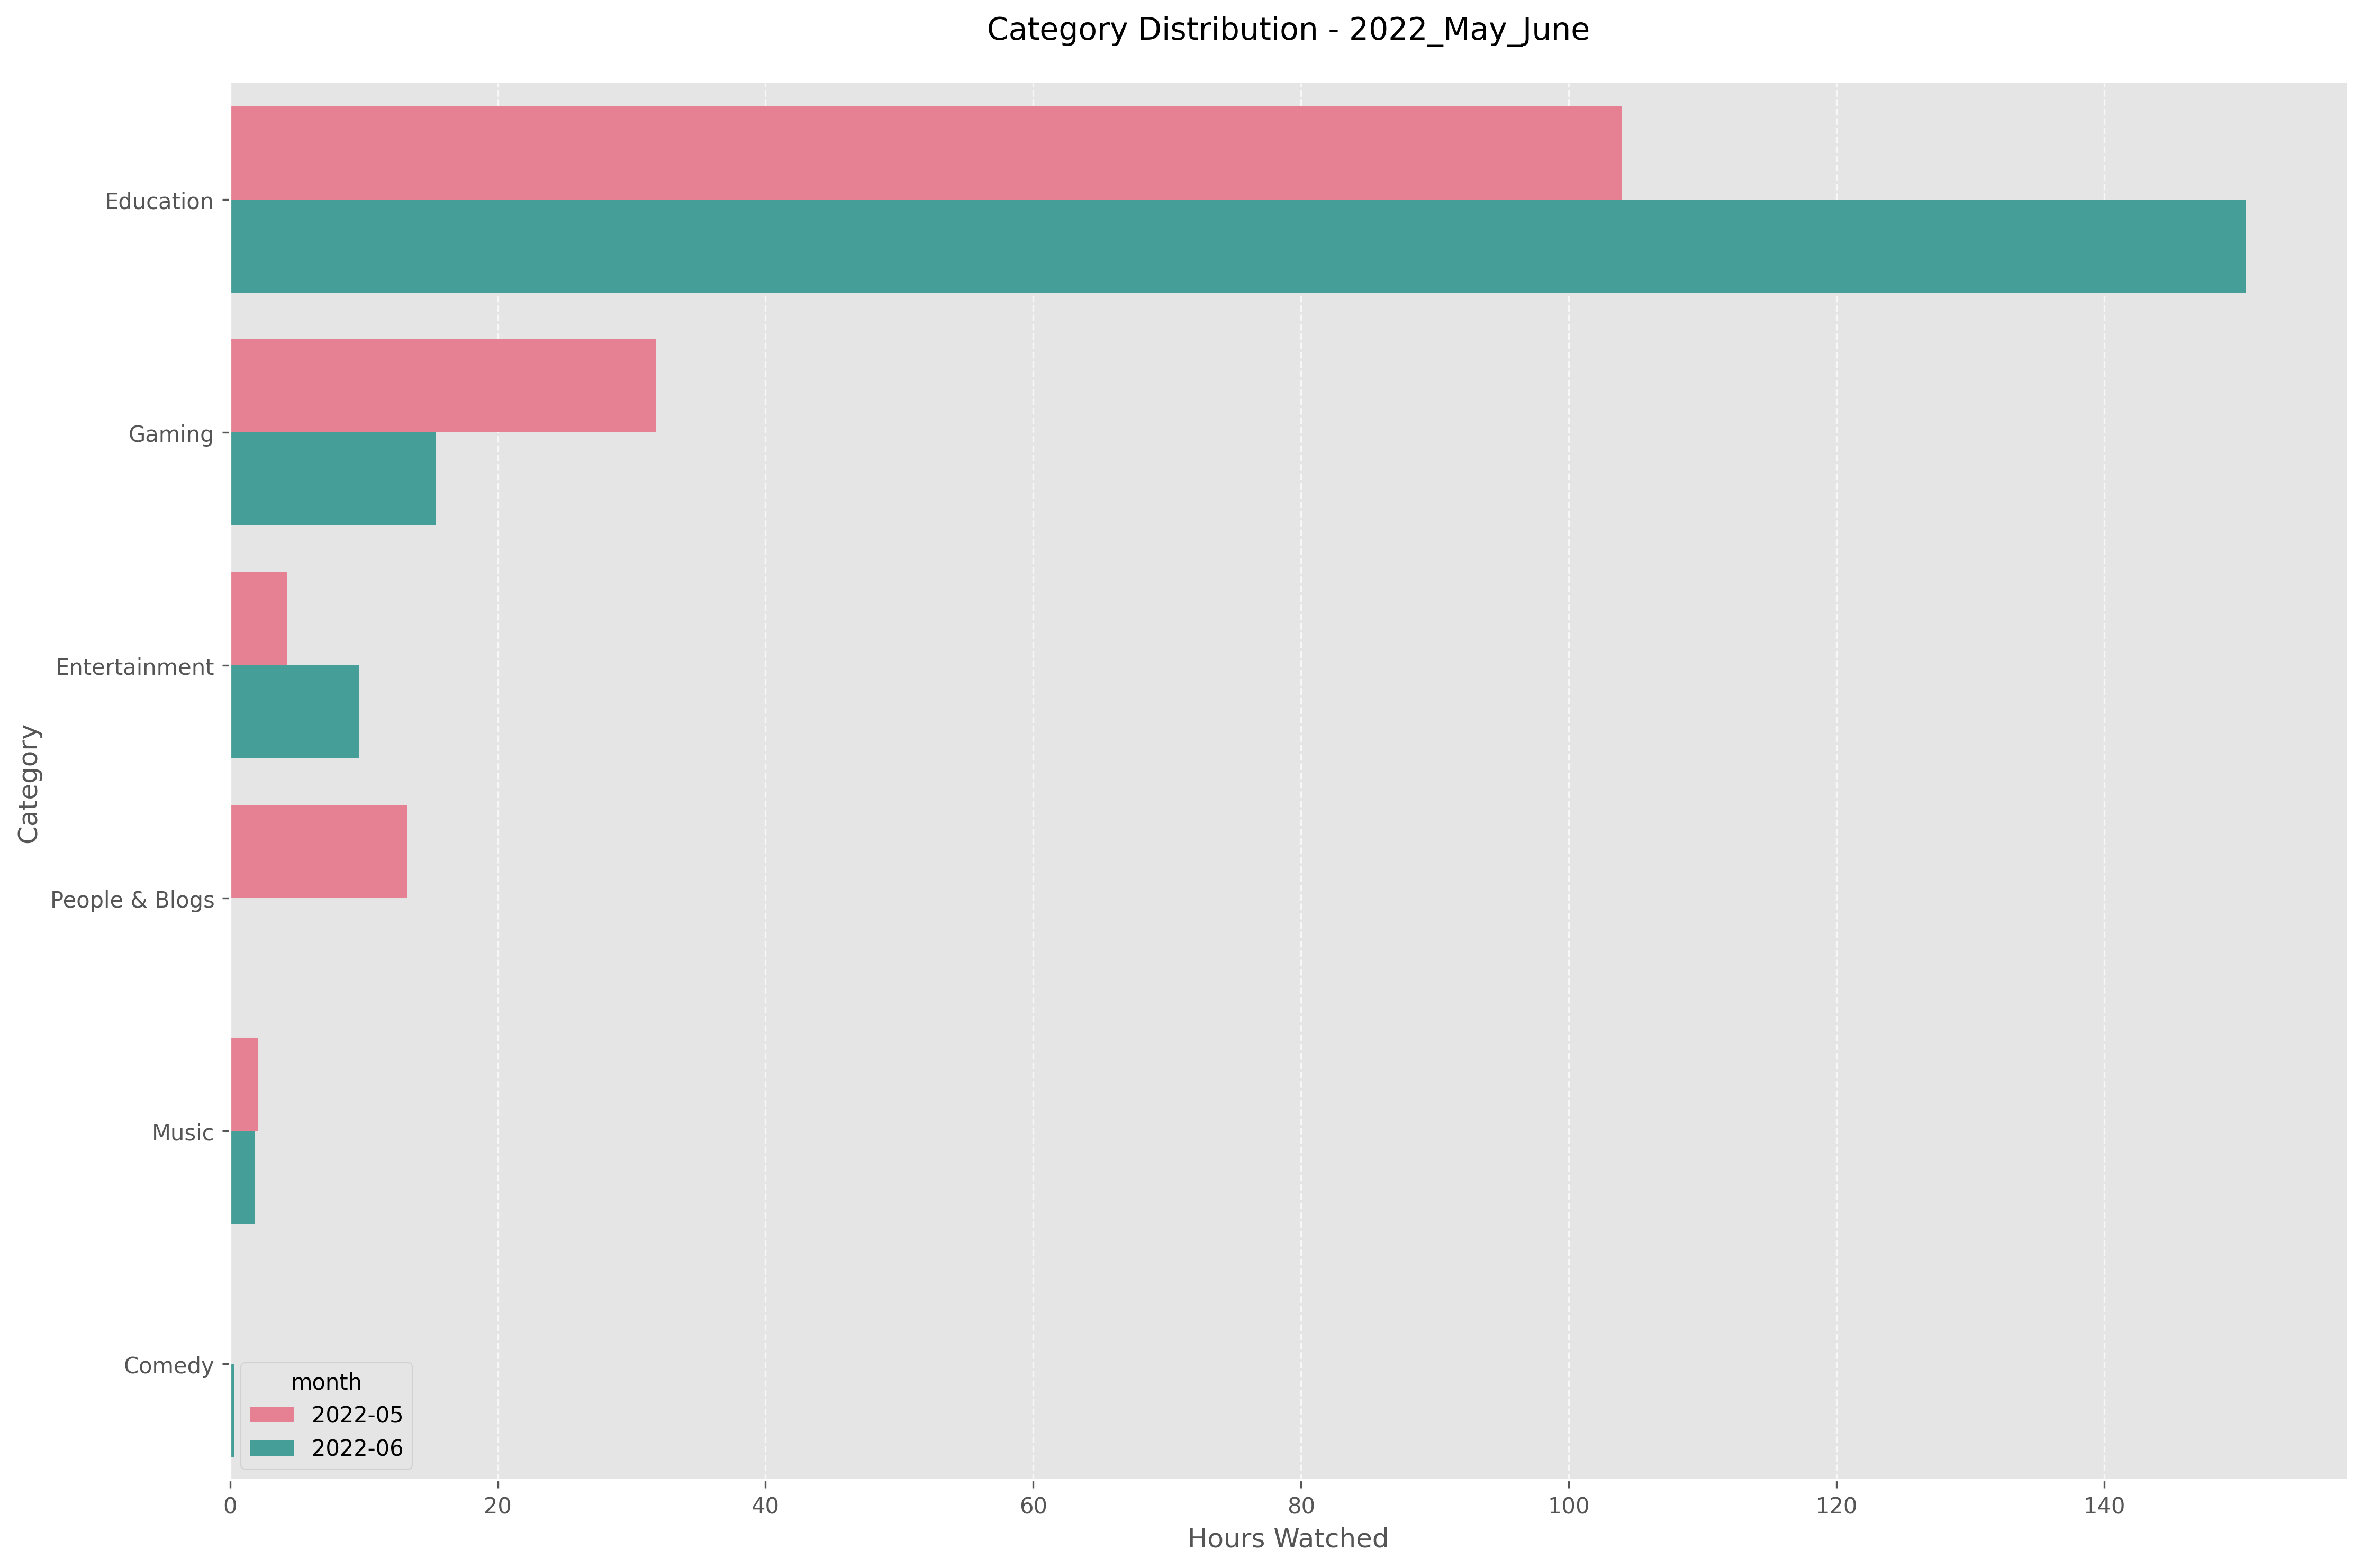 Category Distribution - 2022_May_June
Category
Education
Gaming
Entertainment
People & Blogs
Music
Comedy
month
2022-05
2022-06
0 20 40 60 80 100 120 140
Hours Watched